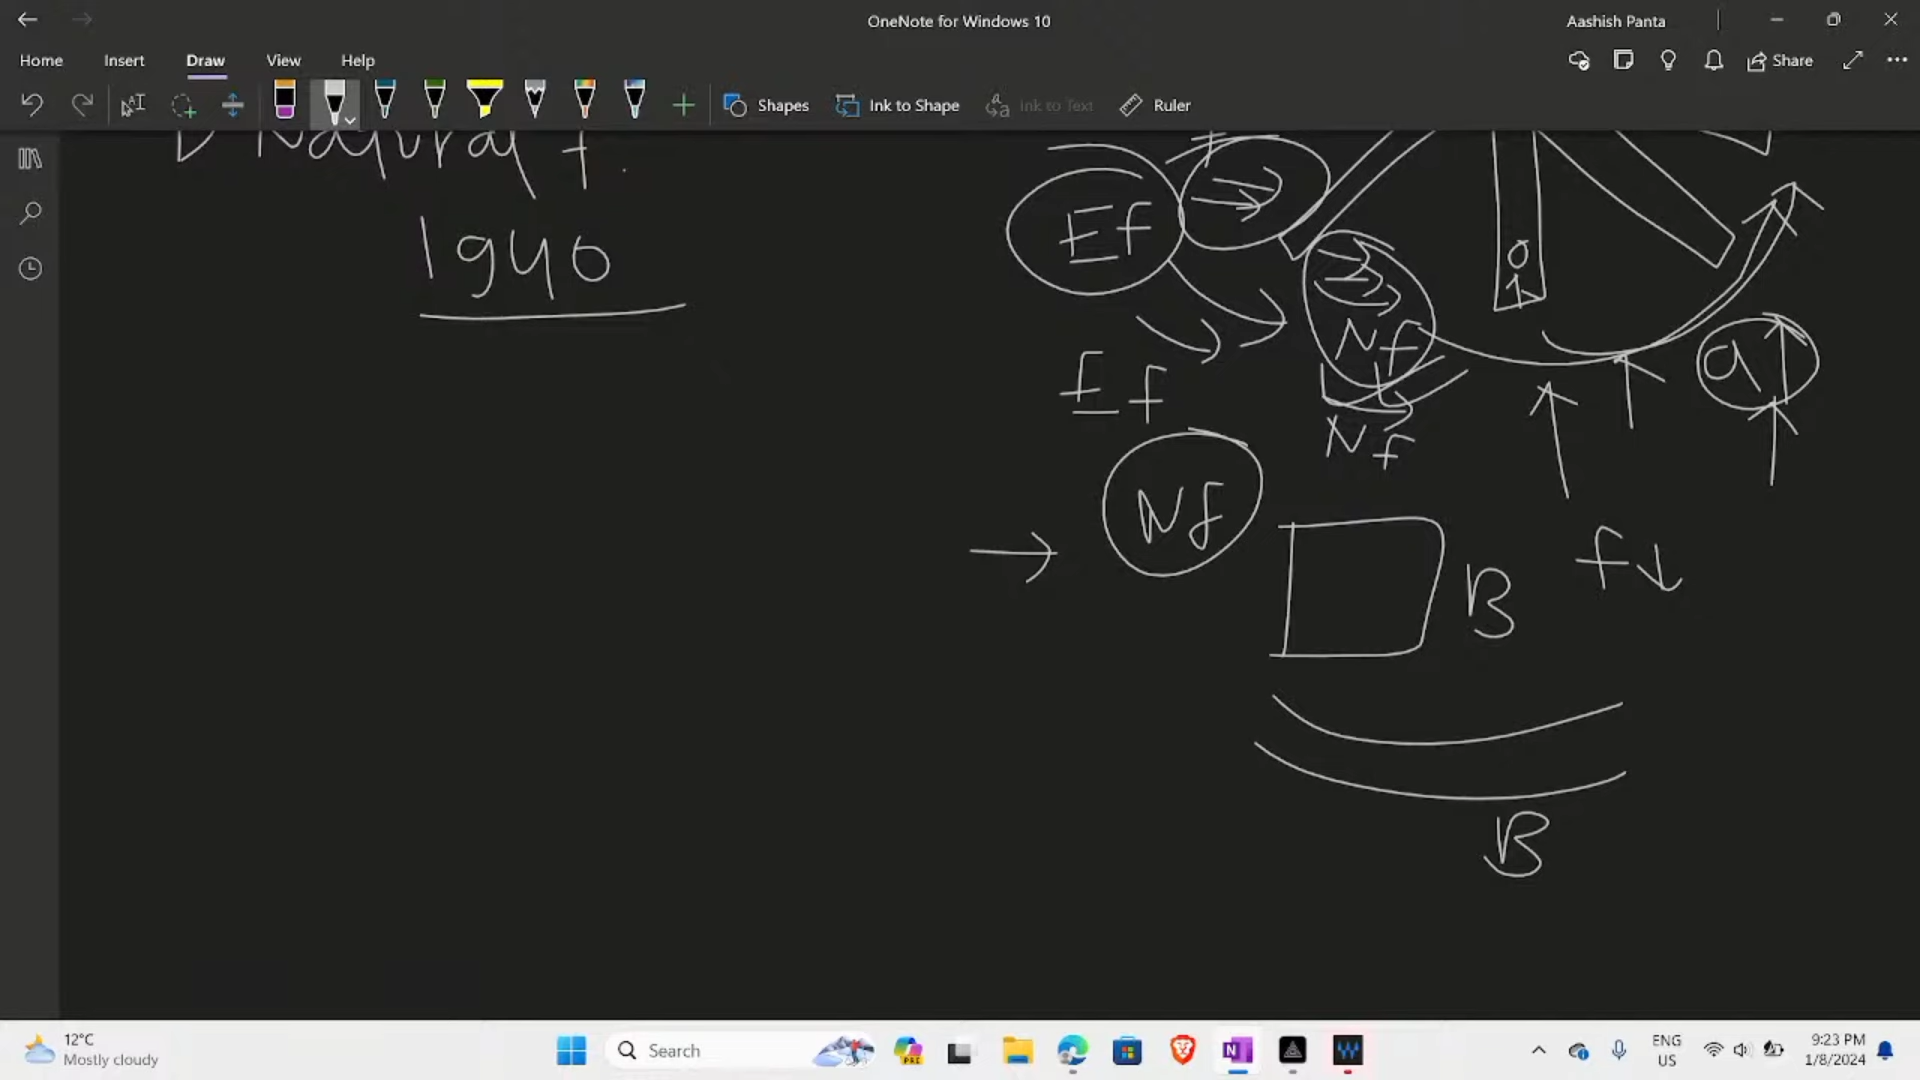 OneNote for Windows 10
Aashish Panta
Home Insert Draw View Help
Share
Shapes Ink to Shape Ink to Text Ruler
Natural f.
1940
Ef
Nf
a
Ef
Nf
Nf
B
f↓
B
12°C
Mostly cloudy
Search
PRE
ENG
US
9:23 PM
1/8/2024